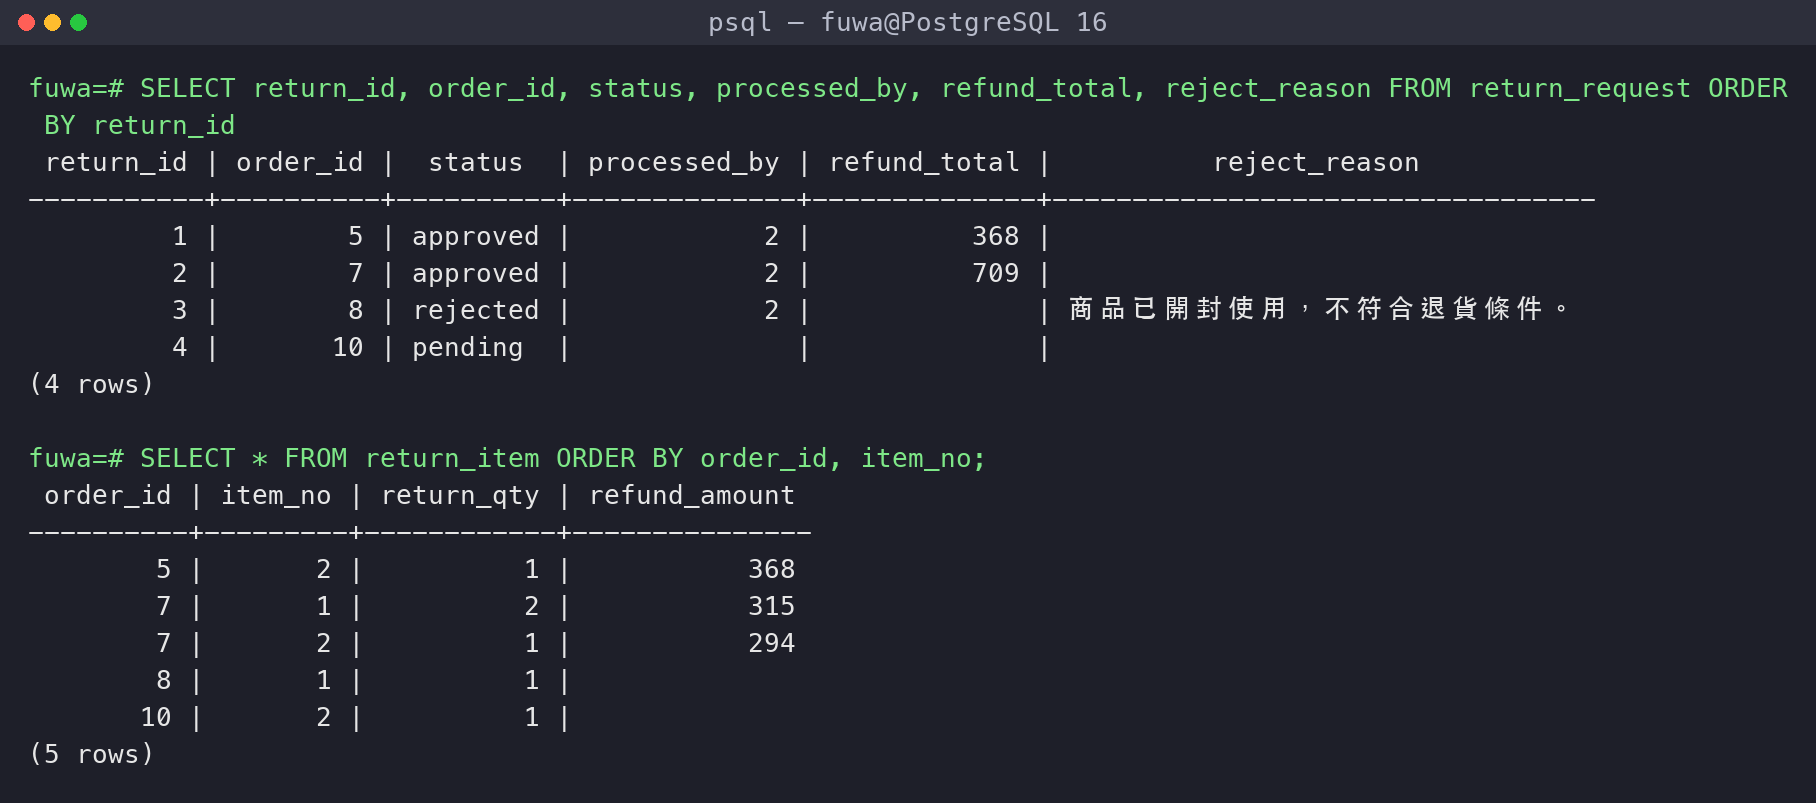 psql — fuwa@PostgreSQL 16
fuwa=# SELECT return_id, order_id, status, processed_by, refund_total, reject_reason FROM return_request ORDER
 BY return_id
 return_id | order_id |  status  | processed_by | refund_total |          reject_reason
-----------+----------+----------+--------------+--------------+----------------------------------
         1 |        5 | approved |            2 |          368 |
         2 |        7 | approved |            2 |          709 |
         3 |        8 | rejected |            2 |              | 商品已開封使用，不符合退貨條件。
         4 |       10 | pending  |              |              |
(4 rows)

fuwa=# SELECT * FROM return_item ORDER BY order_id, item_no;
 order_id | item_no | return_qty | refund_amount
----------+---------+------------+---------------
        5 |       2 |          1 |           368
        7 |       1 |          2 |           315
        7 |       2 |          1 |           294
        8 |       1 |          1 |
       10 |       2 |          1 |
(5 rows)